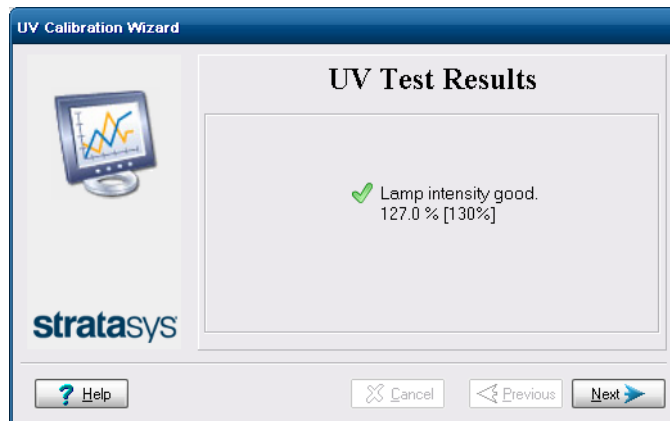 UV Calibration Wizard
UV Test Results
Lamp intensity good.
127.0 % [130%]
stratasys
? Help
Cancel
Previous
Next